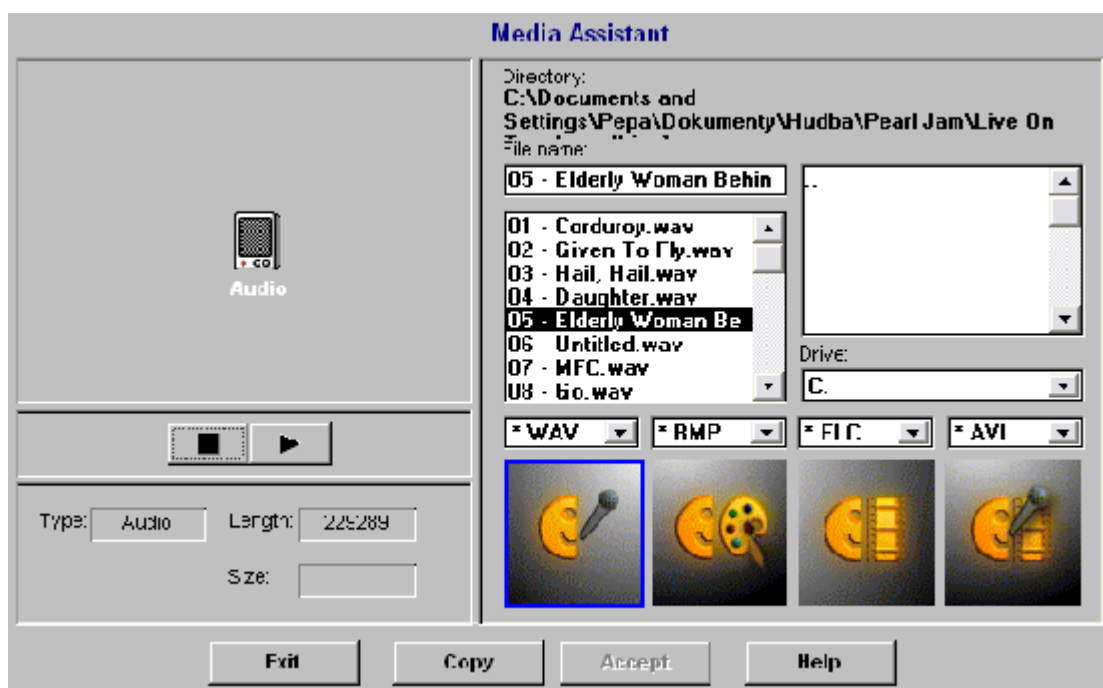 Media Assistant
Directory:
C:\Documents and
Settings\Pepa\Dokumenty\Hudba\Pearl Jam\Live On
File name:
05 - Elderly Woman Behin
..
01 - Corduroy.wav
02 - Given To Fly.wav
03 - Hail, Hail.wav
04 - Daughter.wav
05 - Elderly Woman Be
06 Untitled.wav
07 - MFC.wav
08 - Go.wav
Drive:
C:
*.WAV
*.BMP
*.FLC
*.AVI
Audio
Type: Audio
Length:
Size:
Exit
Copy
Accept
Help